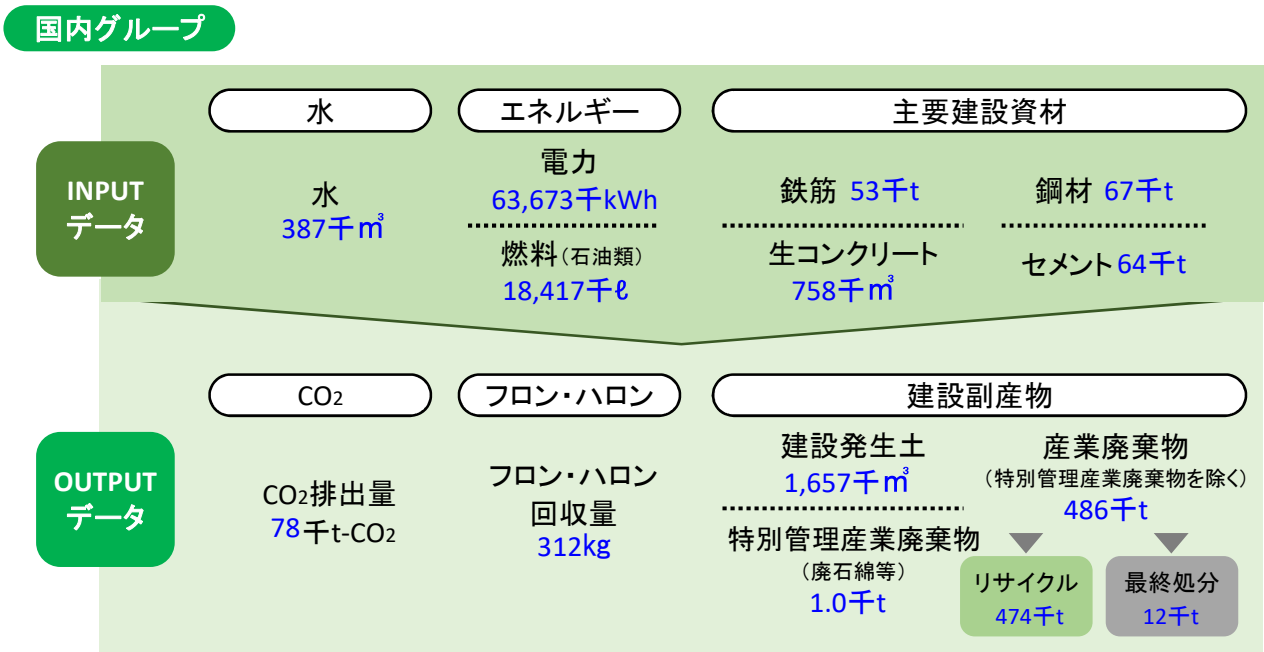 国内グループ
水
エネルギー
主要建設資材
INPUT
データ
水
387千㎥
電力
63,673千kWh
燃料(石油類)
18,417千ℓ
鉄筋 53千t
鋼材 67千t
生コンクリート
758千㎥
セメント 64千t
CO2
フロン・ハロン
建設副産物
OUTPUT
データ
CO2排出量
78千t-CO2
フロン・ハロン
回収量
312kg
建設発生土
1,657千㎥
特別管理産業廃棄物
(廃石綿等)
1.0千t
産業廃棄物
(特別管理産業廃棄物を除く)
486千t
リサイクル
474千t
最終処分
12千t